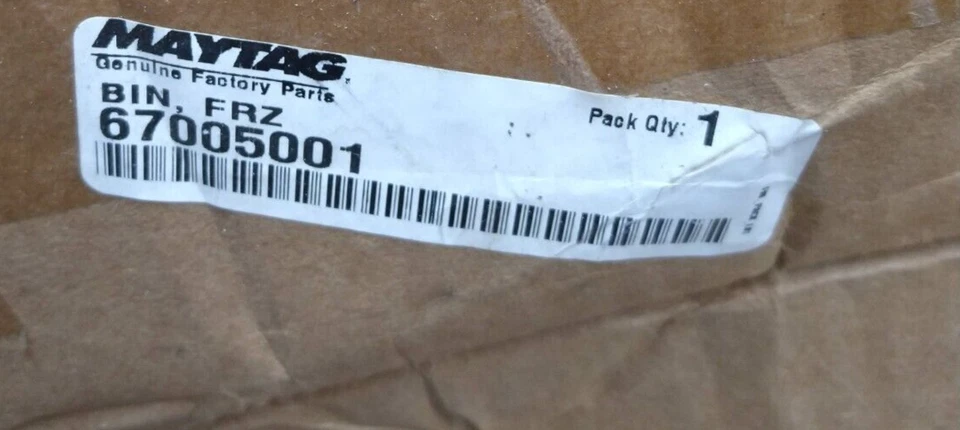 MAYTAG
Genuine Factory Parts
BIN, FRZ
Pack Qty: 1
67005001